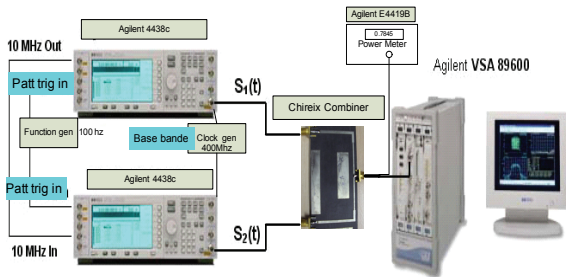 Agilent 4438c
10 MHz Out
Patt trig in
Function gen 100 hz
Base bande
Clock gen
400Mhz
Patt trig in
Agilent 4438c
10 MHz In
S1(t)
S2(t)
Chireix Combiner
Agilent E4419B
0.7845
Power Meter
Agilent VSA 89600